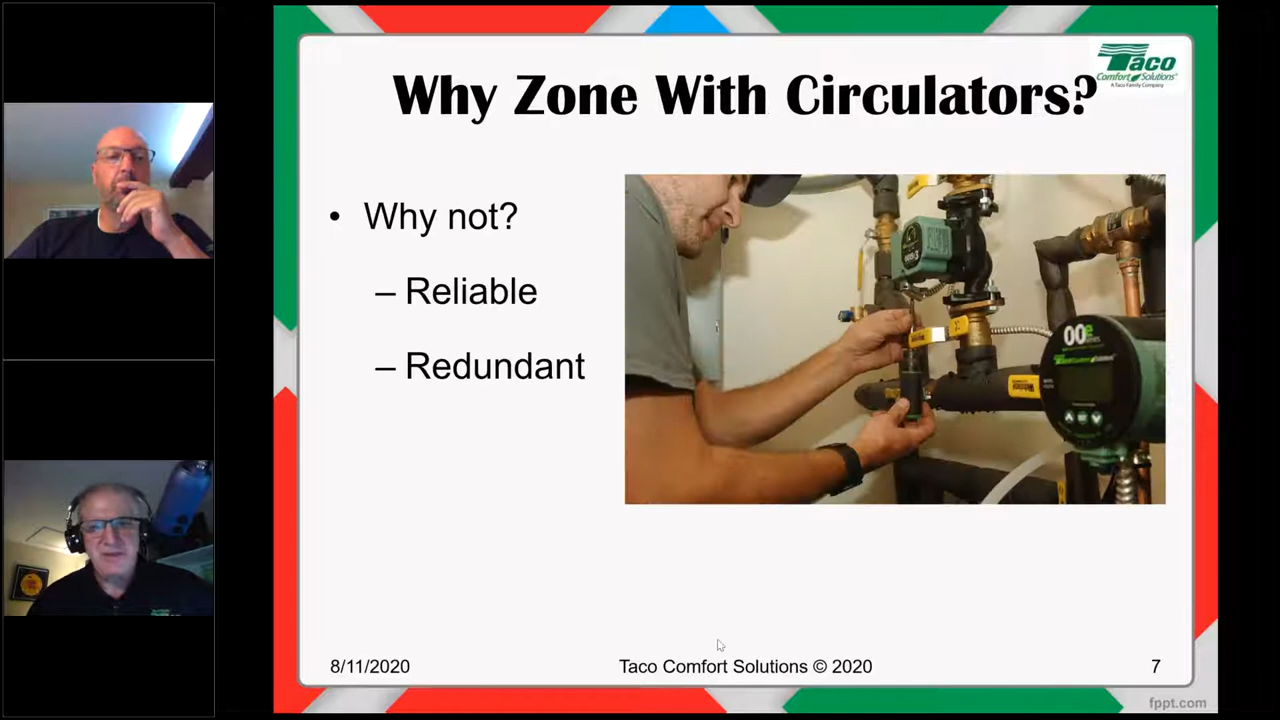 Why Zone With Circulators?
Taco
Comfort Solutions
A Taco Family Company
• Why not?
– Reliable
– Redundant
00e
8/11/2020
Taco Comfort Solutions © 2020
7
fppt.com